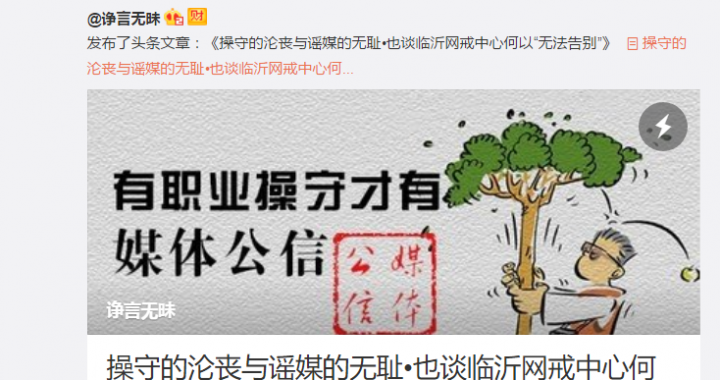 @诤言无昧 财
发布了头条文章：《操守的沦丧与谣媒的无耻•也谈临沂网戒中心何以“无法告别”》 操守的
沦丧与谣媒的无耻•也谈临沂网戒中心何...
有职业操守才有
媒体公信
公媒
信体
诤言无昧
操守的沦丧与谣媒的无耻•也谈临沂网戒中心何